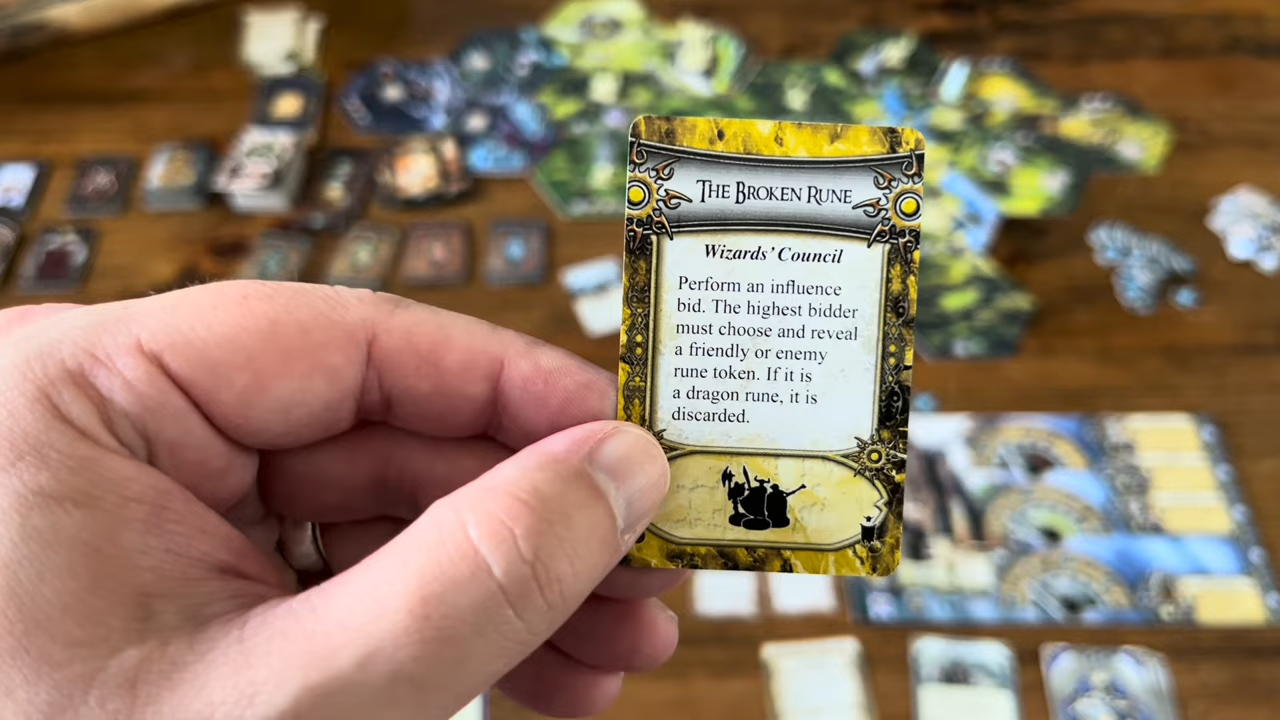 THE BROKEN RUNE
Wizards' Council
Perform an influence
bid. The highest bidder
must choose and reveal
a friendly or enemy
rune token. If it is
a dragon rune, it is
discarded.